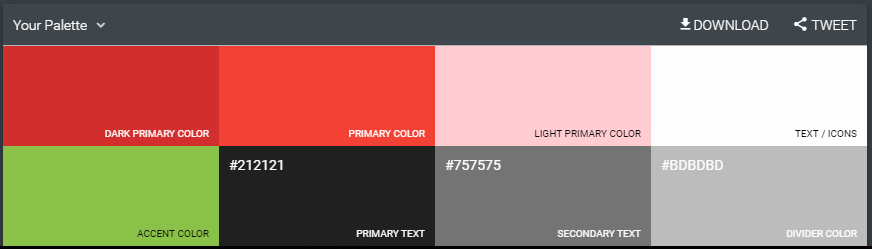 Your Palette
DOWNLOAD
TWEET
DARK PRIMARY COLOR
PRIMARY COLOR
LIGHT PRIMARY COLOR
TEXT / ICONS
#212121
#757575
#BDBDBD
ACCENT COLOR
PRIMARY TEXT
SECONDARY TEXT
DIVIDER COLOR